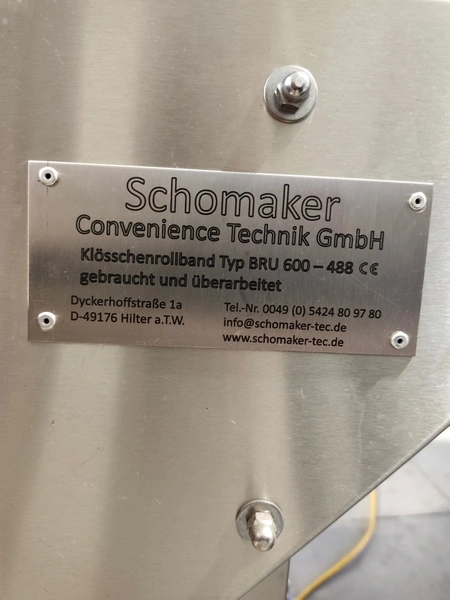 Schomaker
Convenience Technik GmbH
Klösschenrollband Typ BRU 600 – 488 CE
gebraucht und überarbeitet
Dyckerhoffstraße 1a
D-49176 Hilter a.T.W.
Tel.-Nr. 0049 (0) 5424 80 97 80
info@schomaker-tec.de
www.schomaker-tec.de